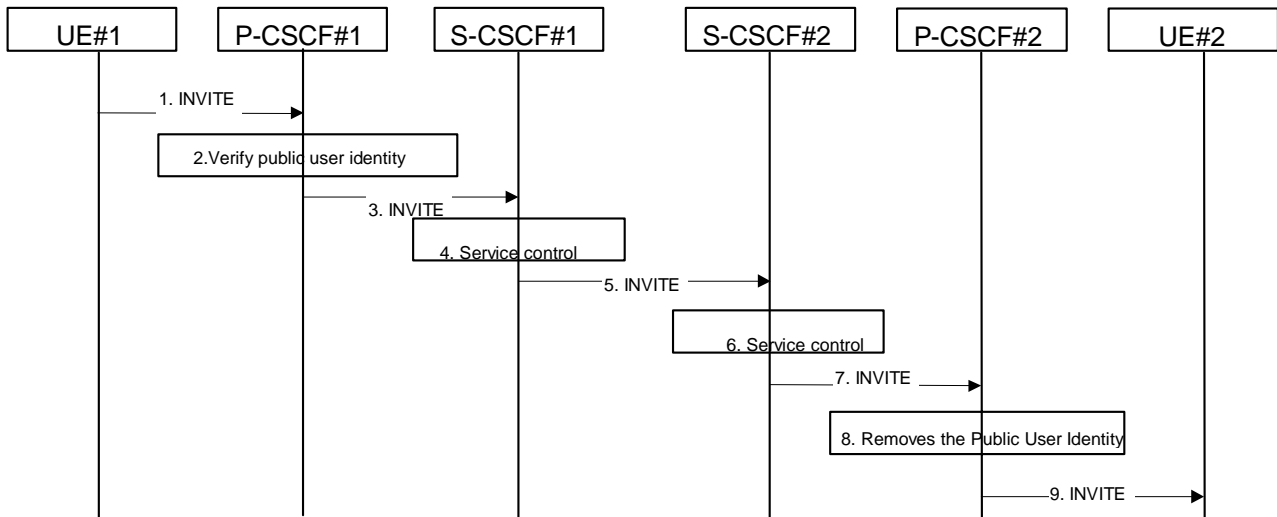 UE#1
P-CSCF#1
S-CSCF#1
S-CSCF#2
P-CSCF#2
UE#2
1. INVITE
2.Verify public user identity
3. INVITE
4. Service control
5. INVITE
6. Service control
7. INVITE
8. Removes the Public User Identity
9. INVITE